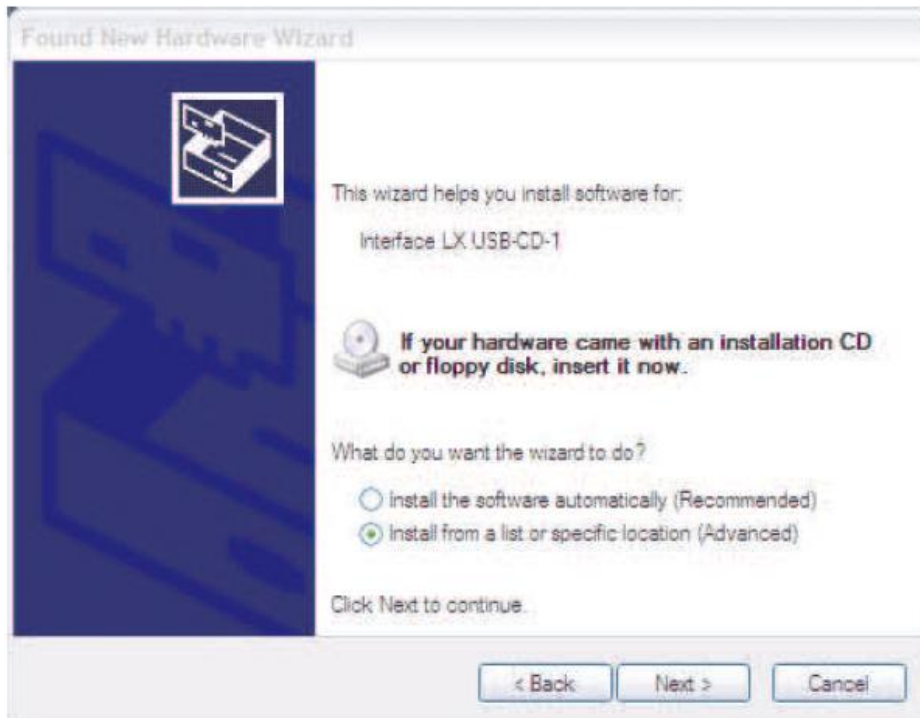 Found New Hardware Wizard
This wizard helps you install software for:
Interface LX USB-CD-1
If your hardware came with an installation CD
or floppy disk, insert it now.
What do you want the wizard to do?
Install the software automatically (Recommended)
Install from a list or specific location (Advanced)
Click Next to continue.
< Back
Next >
Cancel